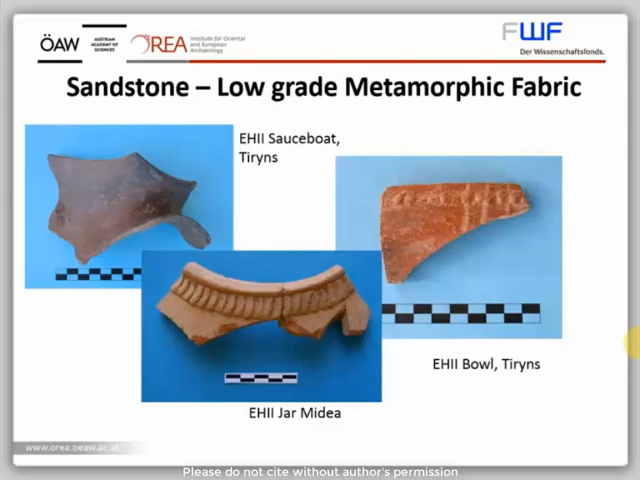 ÖAW
AUSTRIAN
ACADEMY OF
SCIENCES
OREA
Institute for Oriental
and European
Archaeology
FWF
Der Wissenschaftsfonds.
Sandstone – Low grade Metamorphic Fabric
EHII Sauceboat,
Tiryns
EHII Bowl, Tiryns
EHII Jar Midea
www.orea.oeaw.ac.at
Please do not cite without author's permission